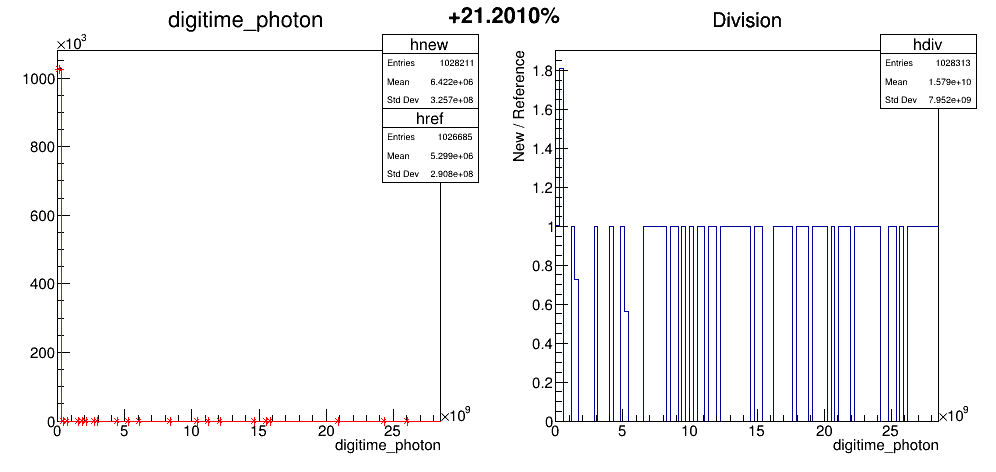 +21.2010%
digitime_photon
×10³
hnew
Entries 1028211
Mean 6.422e+06
Std Dev 3.257e+08
href
Entries 1026685
Mean 5.299e+06
Std Dev 2.908e+08
1000
800
600
400
200
0
0 5 10 15 20 25
×10⁹
digitime_photon
Division
hdiv
Entries 1028313
Mean 1.579e+10
Std Dev 7.952e+09
New / Reference
1.8
1.6
1.4
1.2
1
0.8
0.6
0.4
0.2
0
0 5 10 15 20 25
×10⁹
digitime_photon